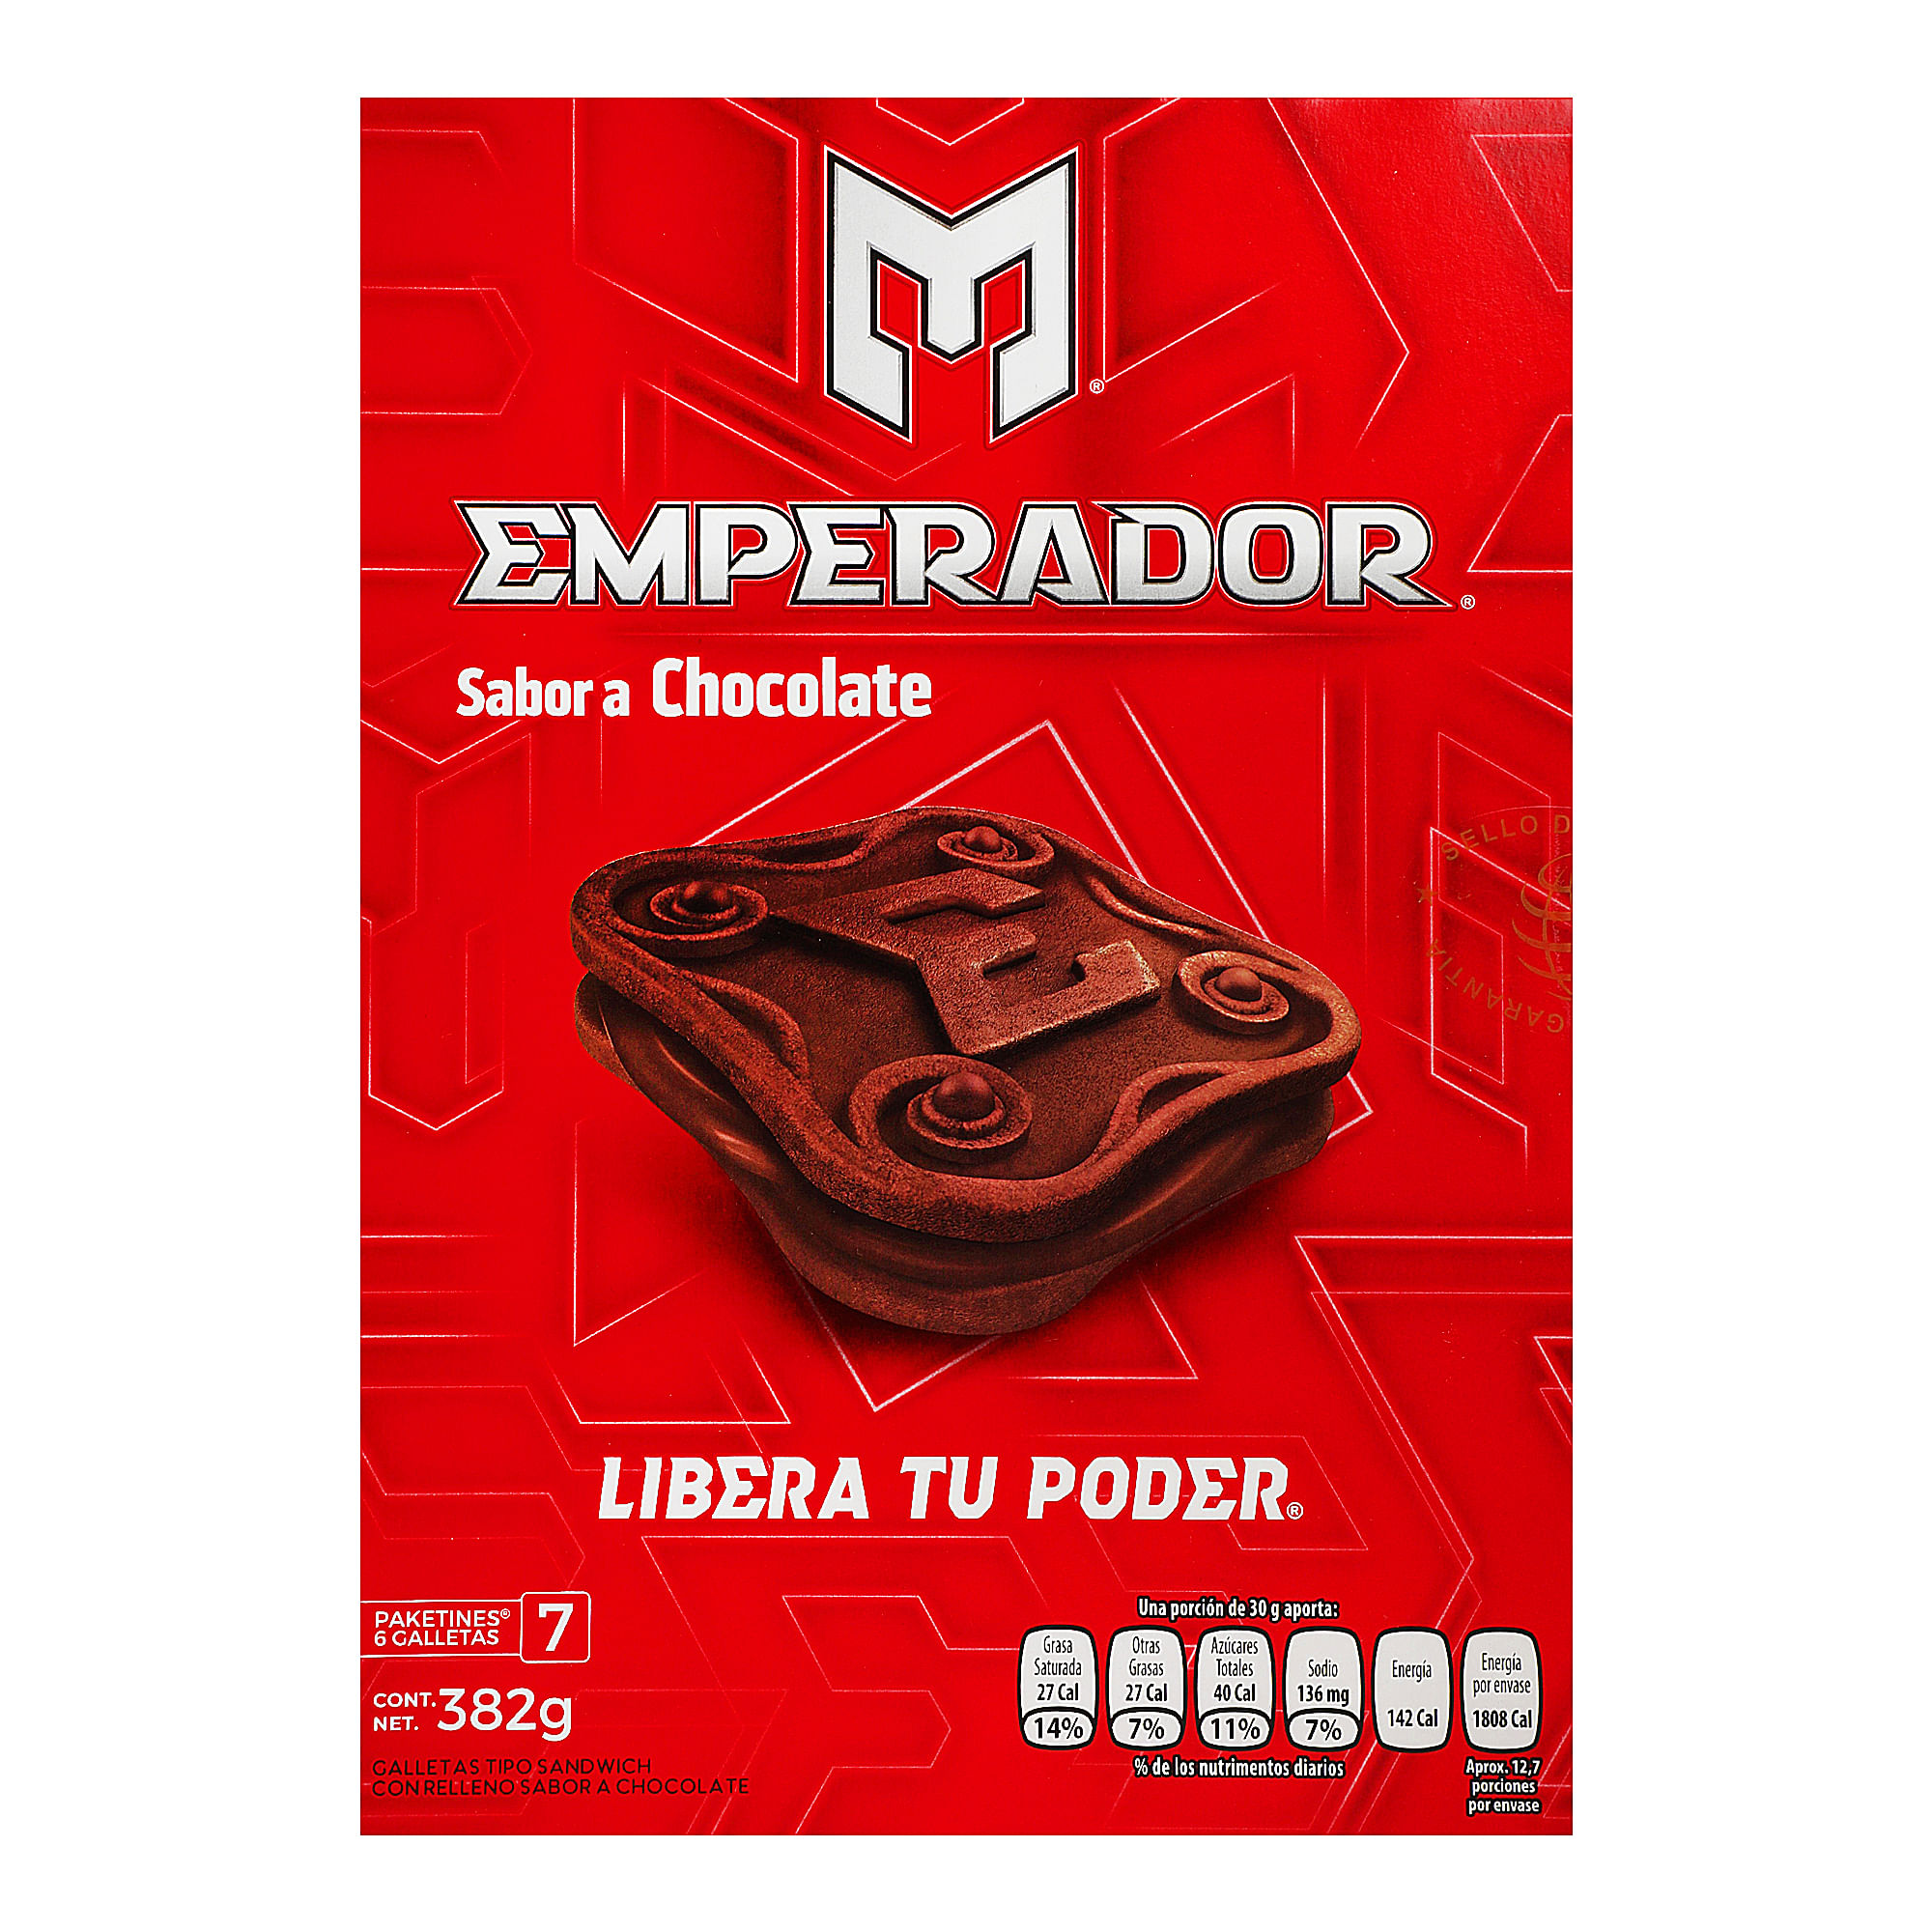 EMPERADOR®
Sabor a Chocolate
SELLO D
GARANTIA
LIBERA TU PODER®
PAKETINES®
6 GALLETAS
7
CONT.
NET.
382g
GALLETAS TIPO SANDWICH
CON RELLENO SABOR A CHOCOLATE
Una porción de 30 g aporta:
Grasa Saturada 27 Cal 14%
Otras Grasas 27 Cal 7%
Azúcares Totales 40 Cal 11%
Sodio 136 mg 7%
Energía 142 Cal
Energía por envase 1808 Cal
% de los nutrimentos diarios
Aprox. 12,7
porciones
por envase